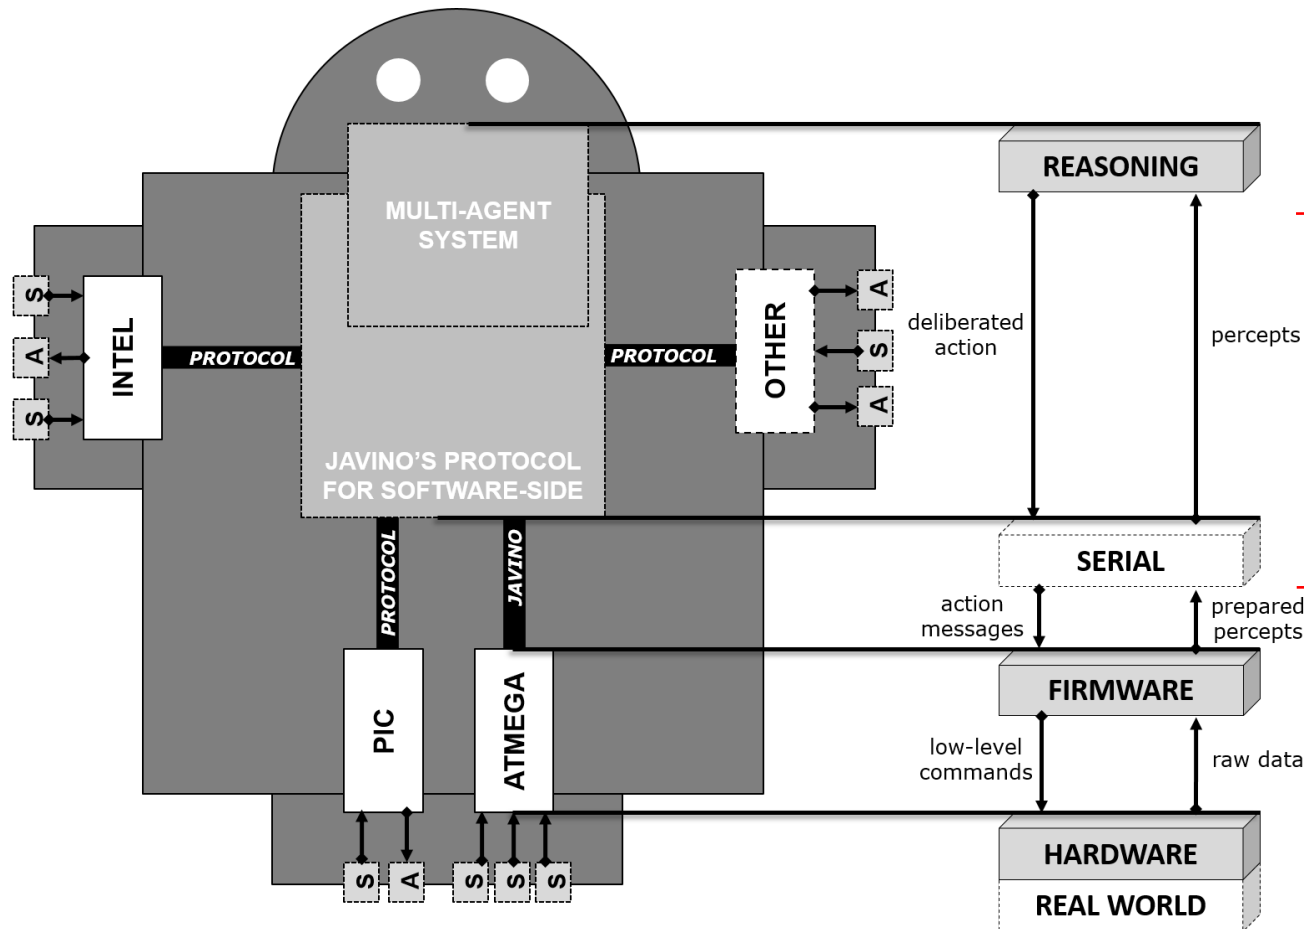 REASONING
MULTI-AGENT
SYSTEM
S
A
S
INTEL
PROTOCOL
PROTOCOL
OTHER
A
S
A
deliberated
action
percepts
JAVINO'S PROTOCOL
FOR SOFTWARE-SIDE
PROTOCOL
JAVINO
SERIAL
action
messages
prepared
percepts
PIC
ATMEGA
FIRMWARE
low-level
commands
raw data
S
A
S
S
S
HARDWARE
REAL WORLD